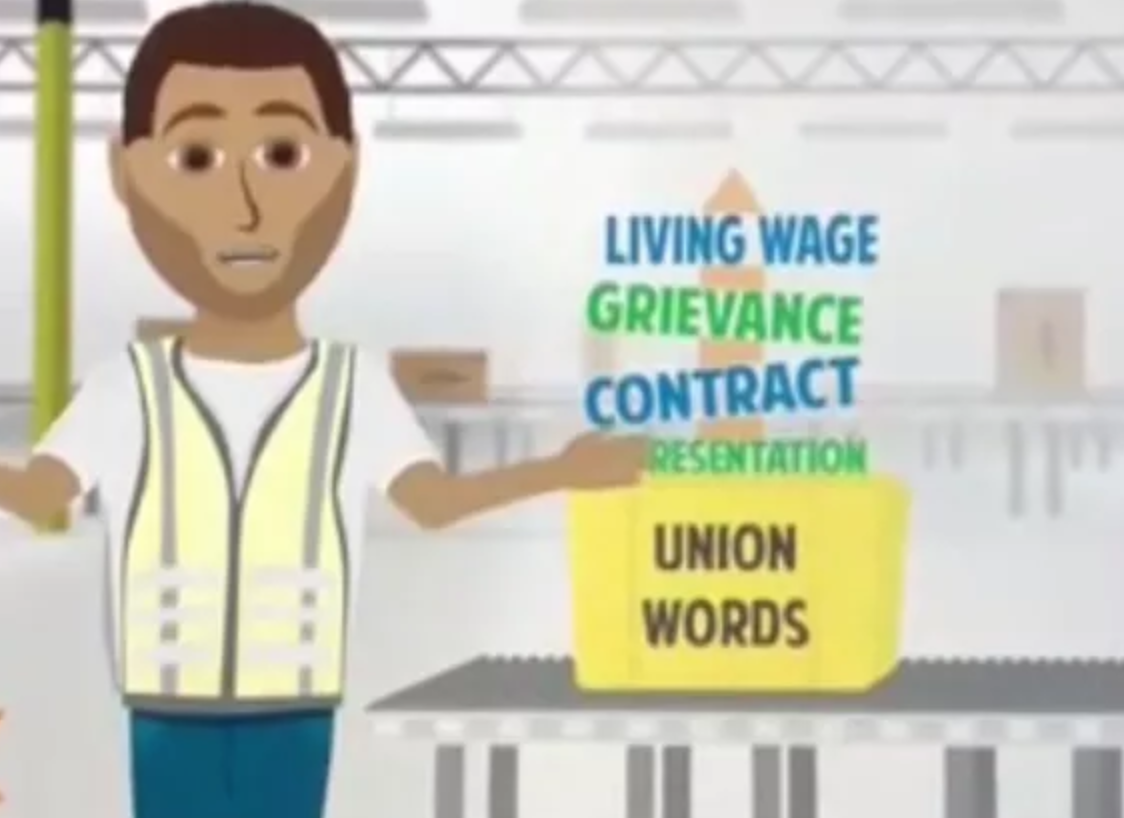 LIVING WAGE
GRIEVANCE
CONTRACT
RESENTATION
UNION
WORDS